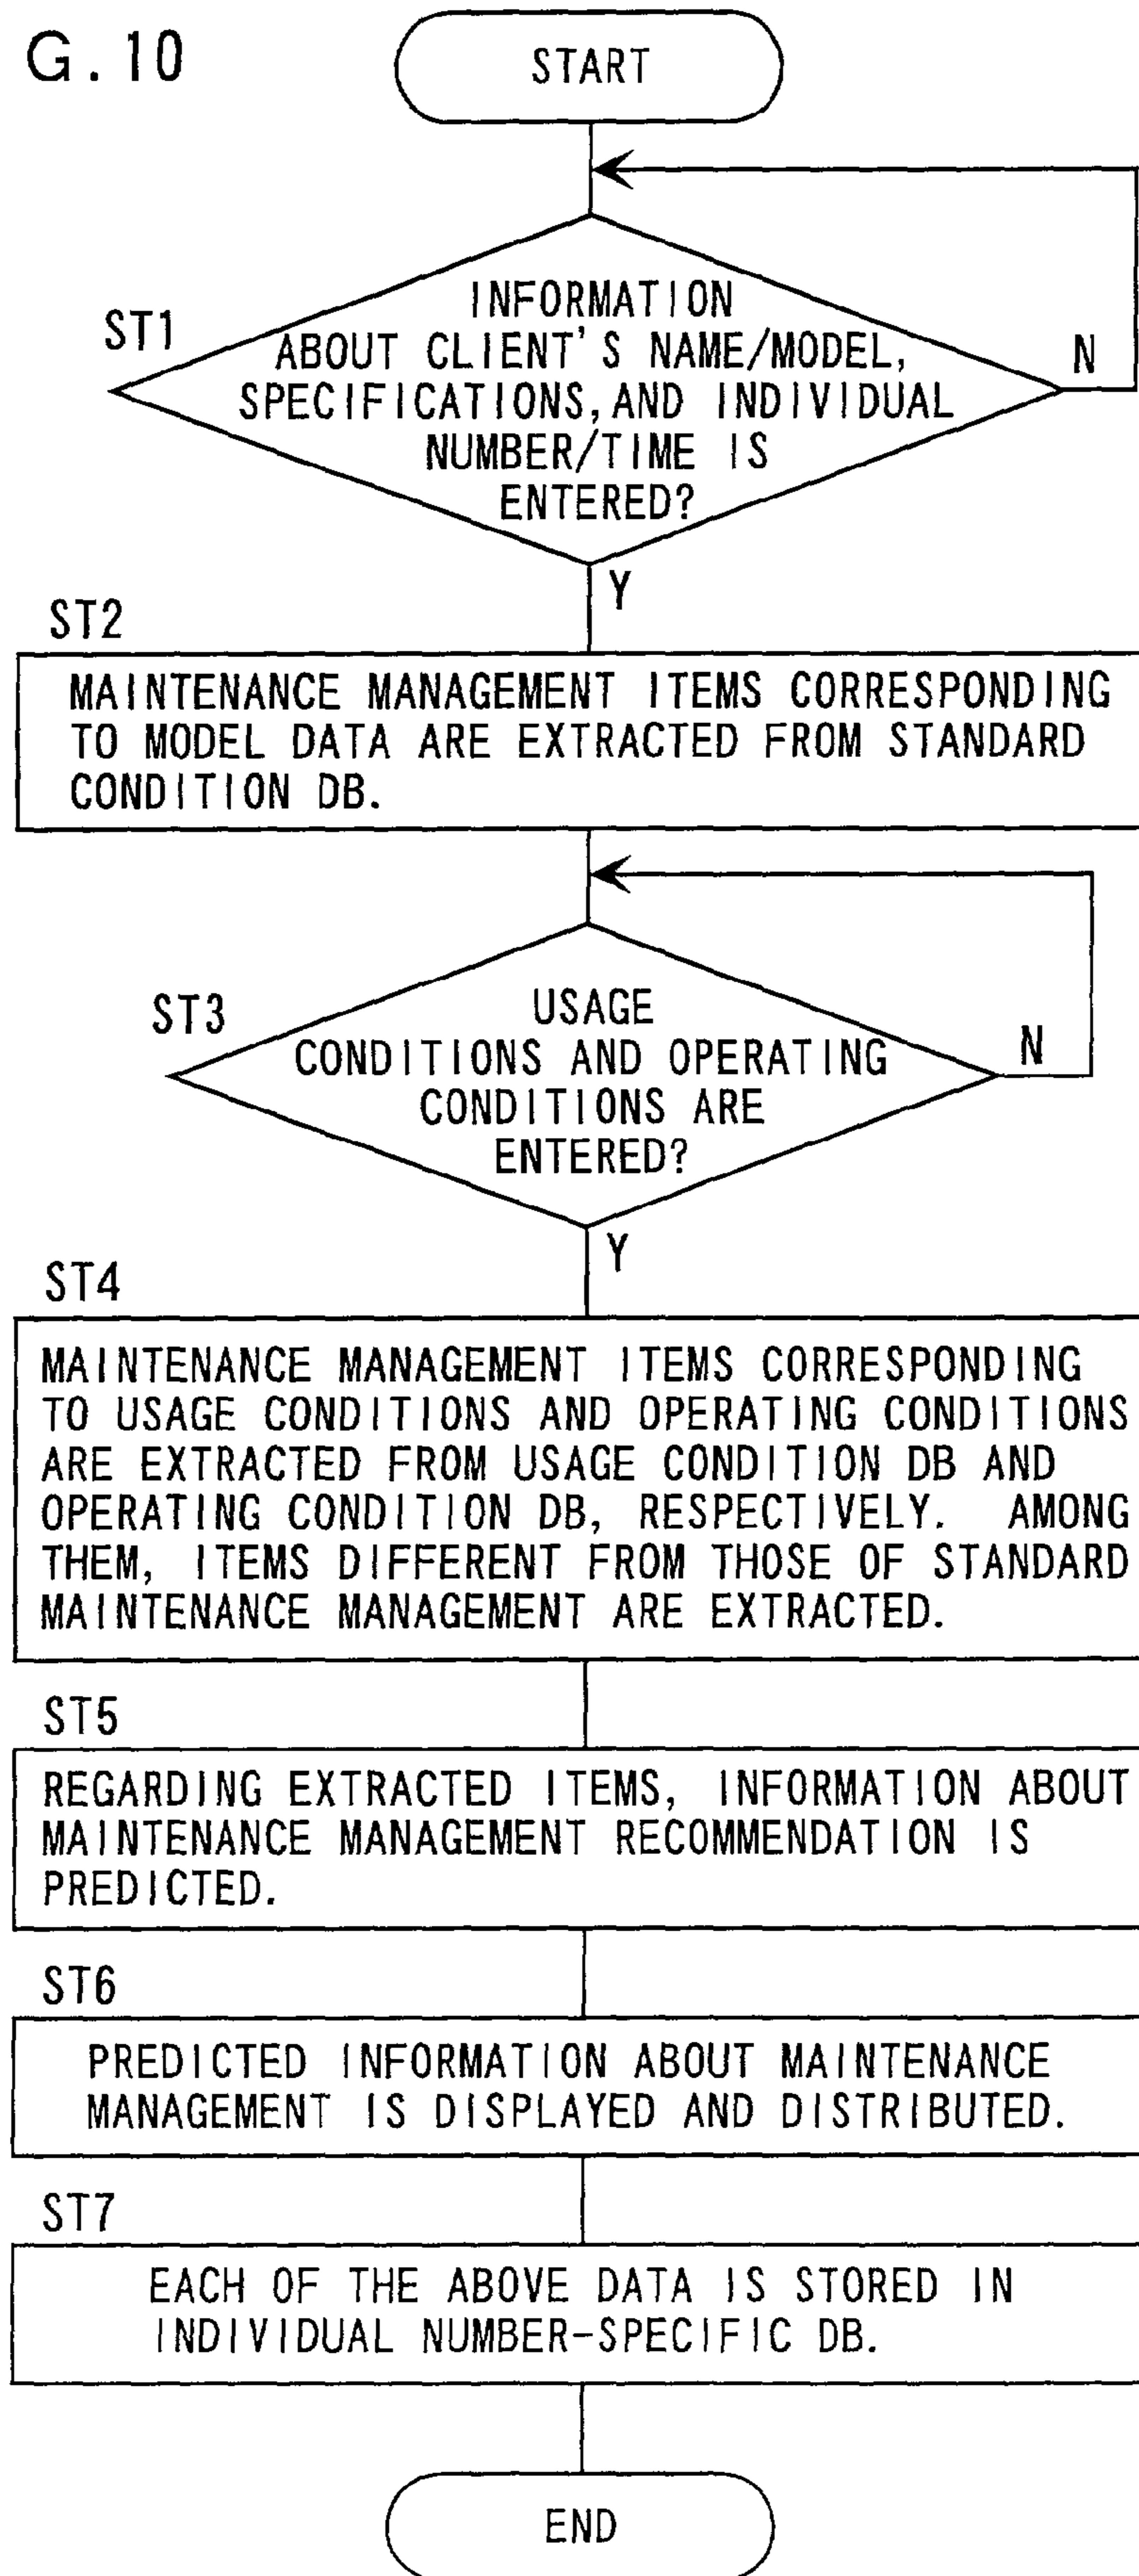 G.10
START
ST1
INFORMATION
ABOUT CLIENT'S NAME/MODEL,
SPECIFICATIONS, AND INDIVIDUAL
NUMBER/TIME IS
ENTERED?
N
Y
ST2
MAINTENANCE MANAGEMENT ITEMS CORRESPONDING
TO MODEL DATA ARE EXTRACTED FROM STANDARD
CONDITION DB.
ST3
USAGE
CONDITIONS AND OPERATING
CONDITIONS ARE
ENTERED?
N
Y
ST4
MAINTENANCE MANAGEMENT ITEMS CORRESPONDING
TO USAGE CONDITIONS AND OPERATING CONDITIONS
ARE EXTRACTED FROM USAGE CONDITION DB AND
OPERATING CONDITION DB, RESPECTIVELY. AMONG
THEM, ITEMS DIFFERENT FROM THOSE OF STANDARD
MAINTENANCE MANAGEMENT ARE EXTRACTED.
ST5
REGARDING EXTRACTED ITEMS, INFORMATION ABOUT
MAINTENANCE MANAGEMENT RECOMMENDATION IS
PREDICTED.
ST6
PREDICTED INFORMATION ABOUT MAINTENANCE
MANAGEMENT IS DISPLAYED AND DISTRIBUTED.
ST7
EACH OF THE ABOVE DATA IS STORED IN
INDIVIDUAL NUMBER-SPECIFIC DB.
END